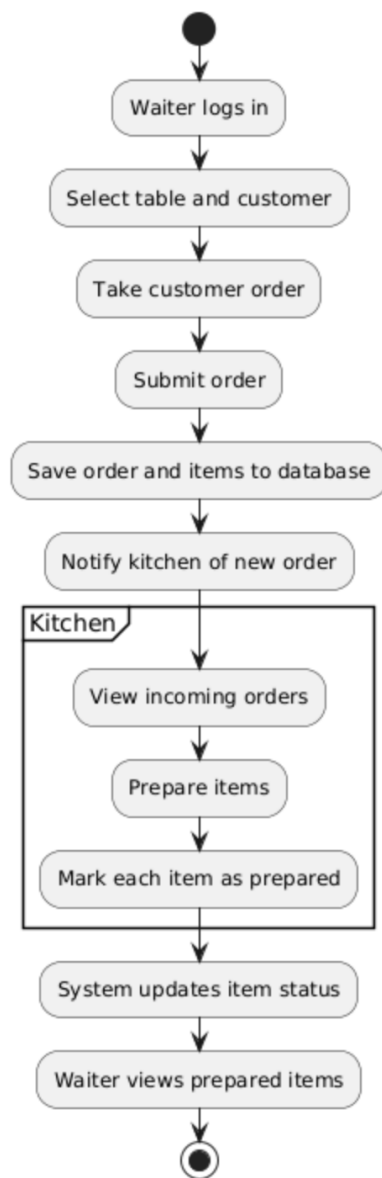 Waiter logs in
Select table and customer
Take customer order
Submit order
Save order and items to database
Notify kitchen of new order
Kitchen
View incoming orders
Prepare items
Mark each item as prepared
System updates item status
Waiter views prepared items